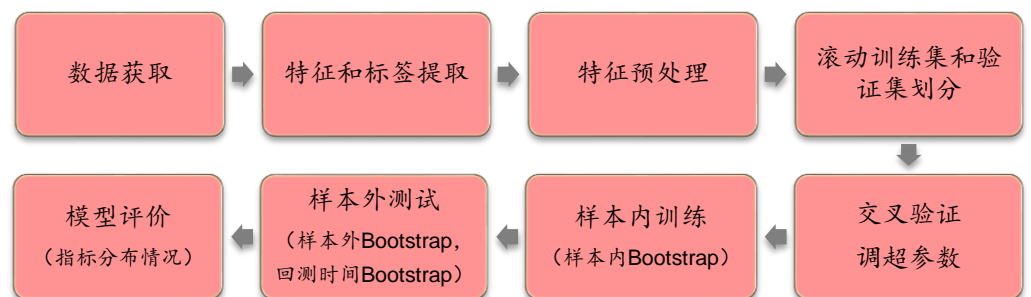 数据获取
特征和标签提取
特征预处理
滚动训练集和验
证集划分
交叉验证
调超参数
样本内训练
（样本内Bootstrap）
样本外测试
（样本外Bootstrap，
回测时间Bootstrap）
模型评价
（指标分布情况）